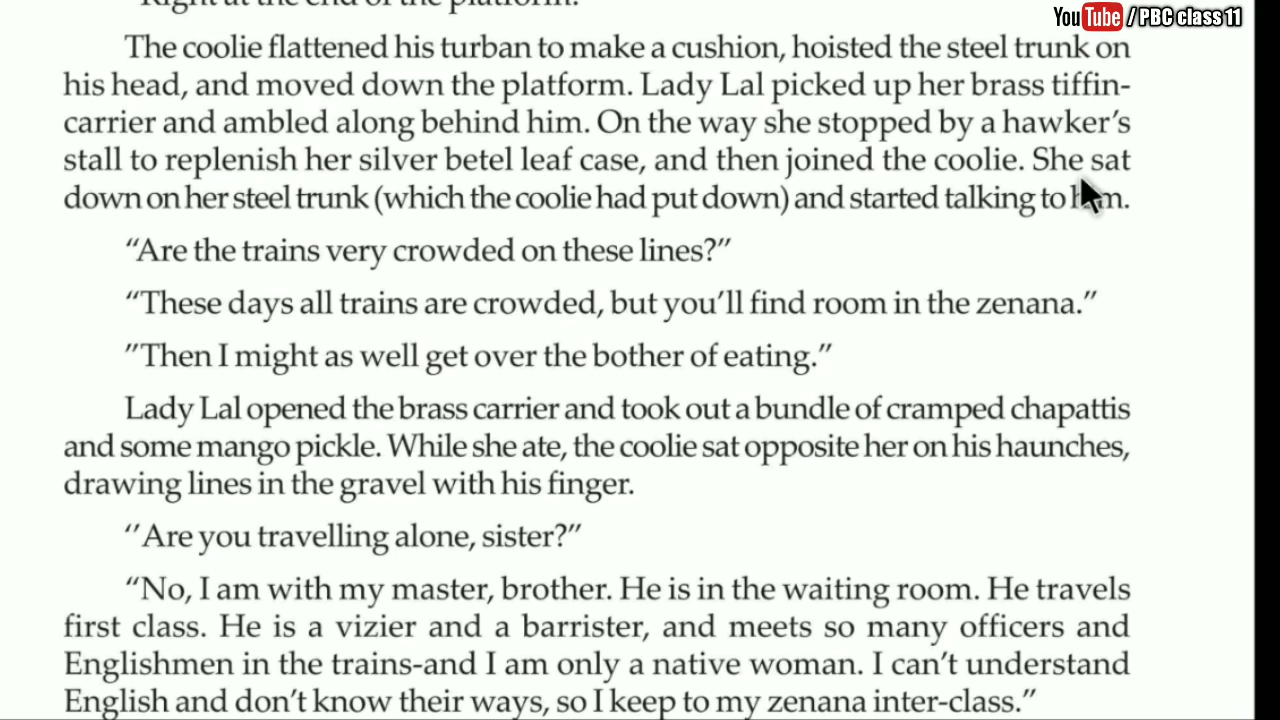 "Right at the end of the platform."
YouTube / PBC class 11
The coolie flattened his turban to make a cushion, hoisted the steel trunk on
his head, and moved down the platform. Lady Lal picked up her brass tiffin-
carrier and ambled along behind him. On the way she stopped by a hawker's
stall to replenish her silver betel leaf case, and then joined the coolie. She sat
down on her steel trunk (which the coolie had put down) and started talking to him.
"Are the trains very crowded on these lines?"
"These days all trains are crowded, but you'll find room in the zenana."
"Then I might as well get over the bother of eating."
Lady Lal opened the brass carrier and took out a bundle of cramped chapattis
and some mango pickle. While she ate, the coolie sat opposite her on his haunches,
drawing lines in the gravel with his finger.
''Are you travelling alone, sister?"
"No, I am with my master, brother. He is in the waiting room. He travels
first class. He is a vizier and a barrister, and meets so many officers and
Englishmen in the trains-and I am only a native woman. I can't understand
English and don't know their ways, so I keep to my zenana inter-class."